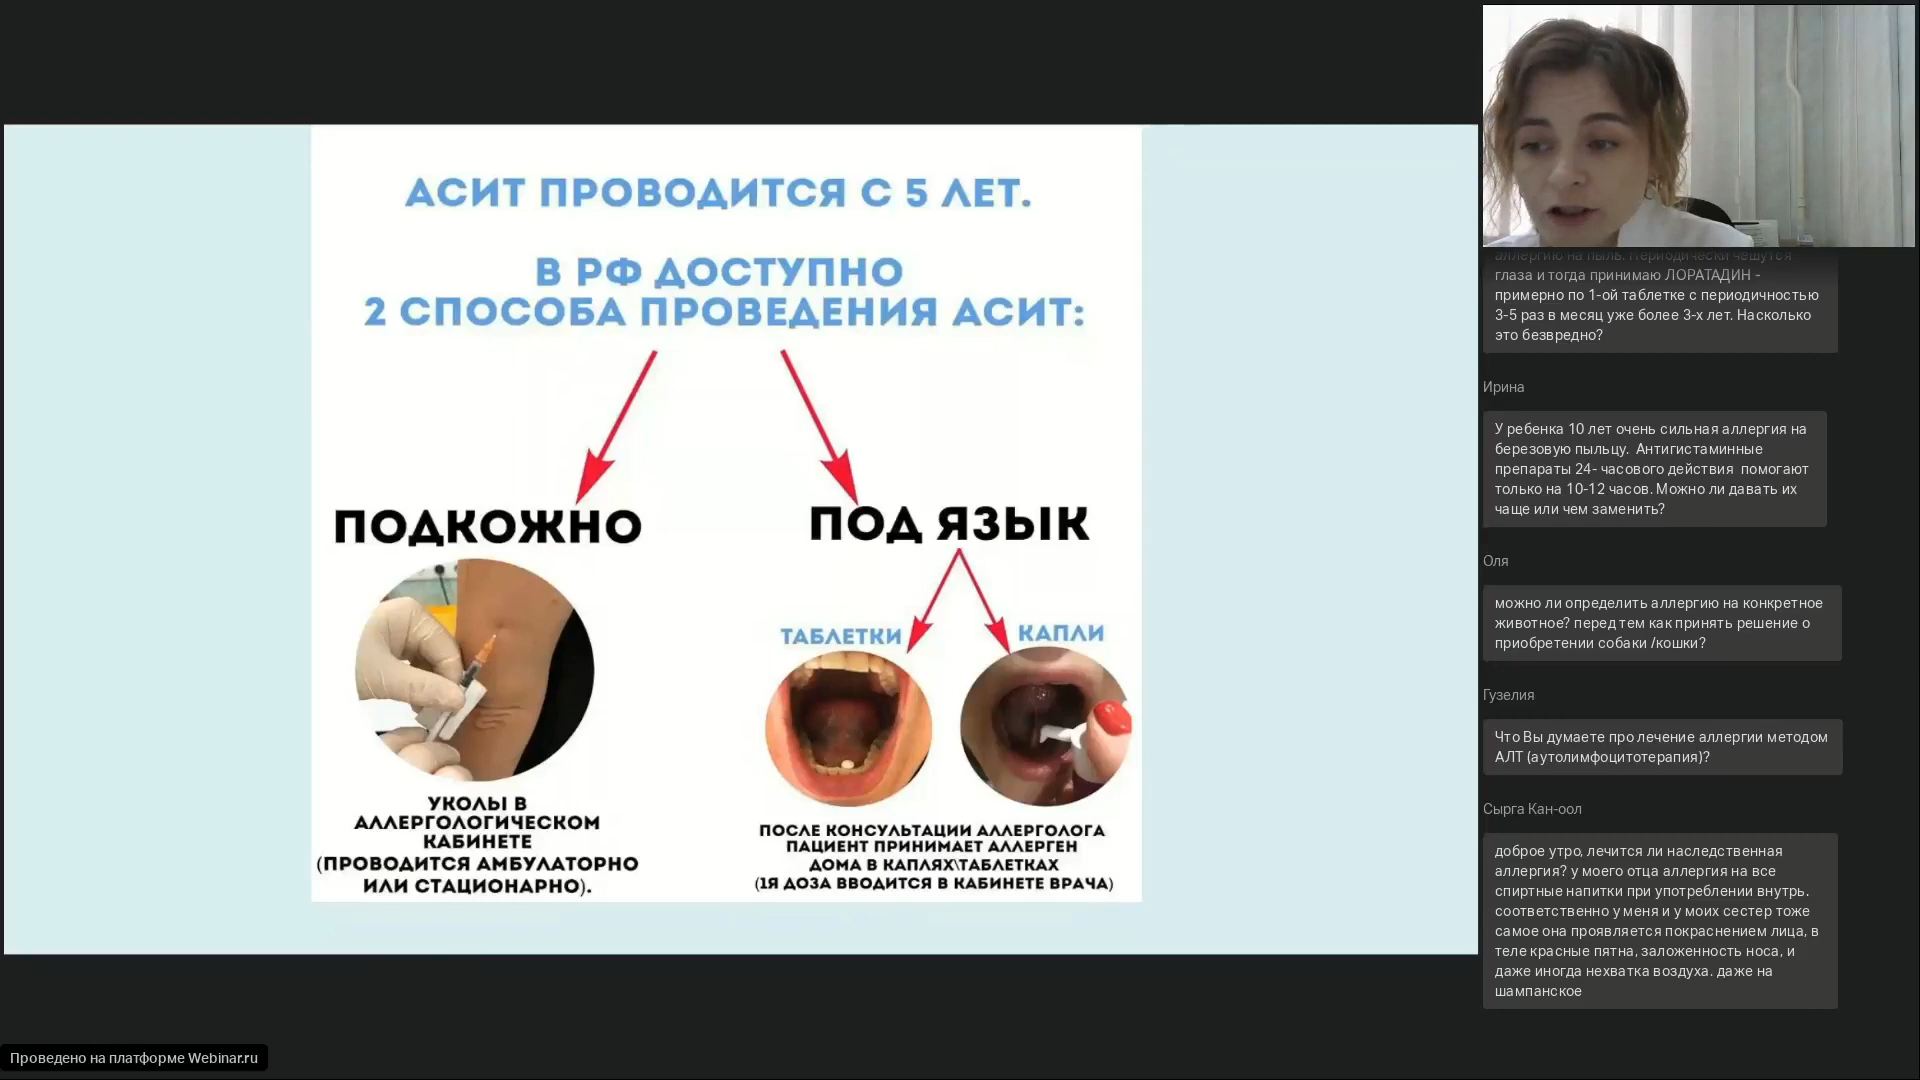 АСИТ ПРОВОДИТСЯ С 5 ЛЕТ.
В РФ ДОСТУПНО
2 СПОСОБА ПРОВЕДЕНИЯ АСИТ:
ПОДКОЖНО
ПОД ЯЗЫК
ТАБЛЕТКИ
КАПЛИ
УКОЛЫ В
АЛЛЕРГОЛОГИЧЕСКОМ
КАБИНЕТЕ
(ПРОВОДИТСЯ АМБУЛАТОРНО
ИЛИ СТАЦИОНАРНО).
ПОСЛЕ КОНСУЛЬТАЦИИ АЛЛЕРГОЛОГА
ПАЦИЕНТ ПРИНИМАЕТ АЛЛЕРГЕН
ДОМА В КАПЛЯХ\ТАБЛЕТКАХ
(1Я ДОЗА ВВОДИТСЯ В КАБИНЕТЕ ВРАЧА)
аллергию на пыль. Периодически чешутся
глаза и тогда принимаю ЛОРАТАДИН -
примерно по 1-ой таблетке с периодичностью
3-5 раз в месяц уже более 3-х лет. Насколько
это безвредно?
Ирина
У ребенка 10 лет очень сильная аллергия на
березовую пыльцу. Антигистаминные
препараты 24- часового действия помогают
только на 10-12 часов. Можно ли давать их
чаще или чем заменить?
Оля
можно ли определить аллергию на конкретное
животное? перед тем как принять решение о
приобретении собаки /кошки?
Гузелия
Что Вы думаете про лечение аллергии методом
АЛТ (аутолимфоцитотерапия)?
Сырга Кан-оол
доброе утро, лечится ли наследственная
аллергия? у моего отца аллергия на все
спиртные напитки при употреблении внутрь.
соответственно у меня и у моих сестер тоже
самое она проявляется покраснением лица, в
теле красные пятна, заложенность носа, и
даже иногда нехватка воздуха. даже на
шампанское
Проведено на платформе Webinar.ru